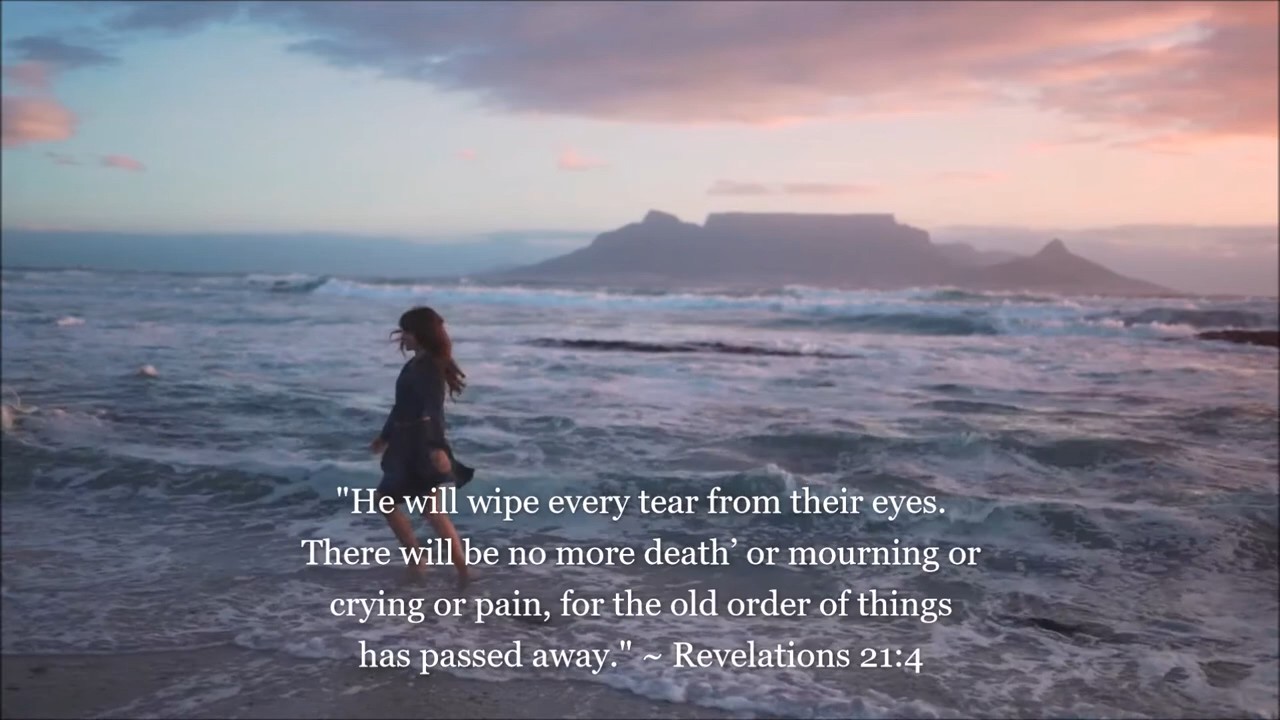 "He will wipe every tear from their eyes.
There will be no more death’ or mourning or
crying or pain, for the old order of things
has passed away." ~ Revelations 21:4